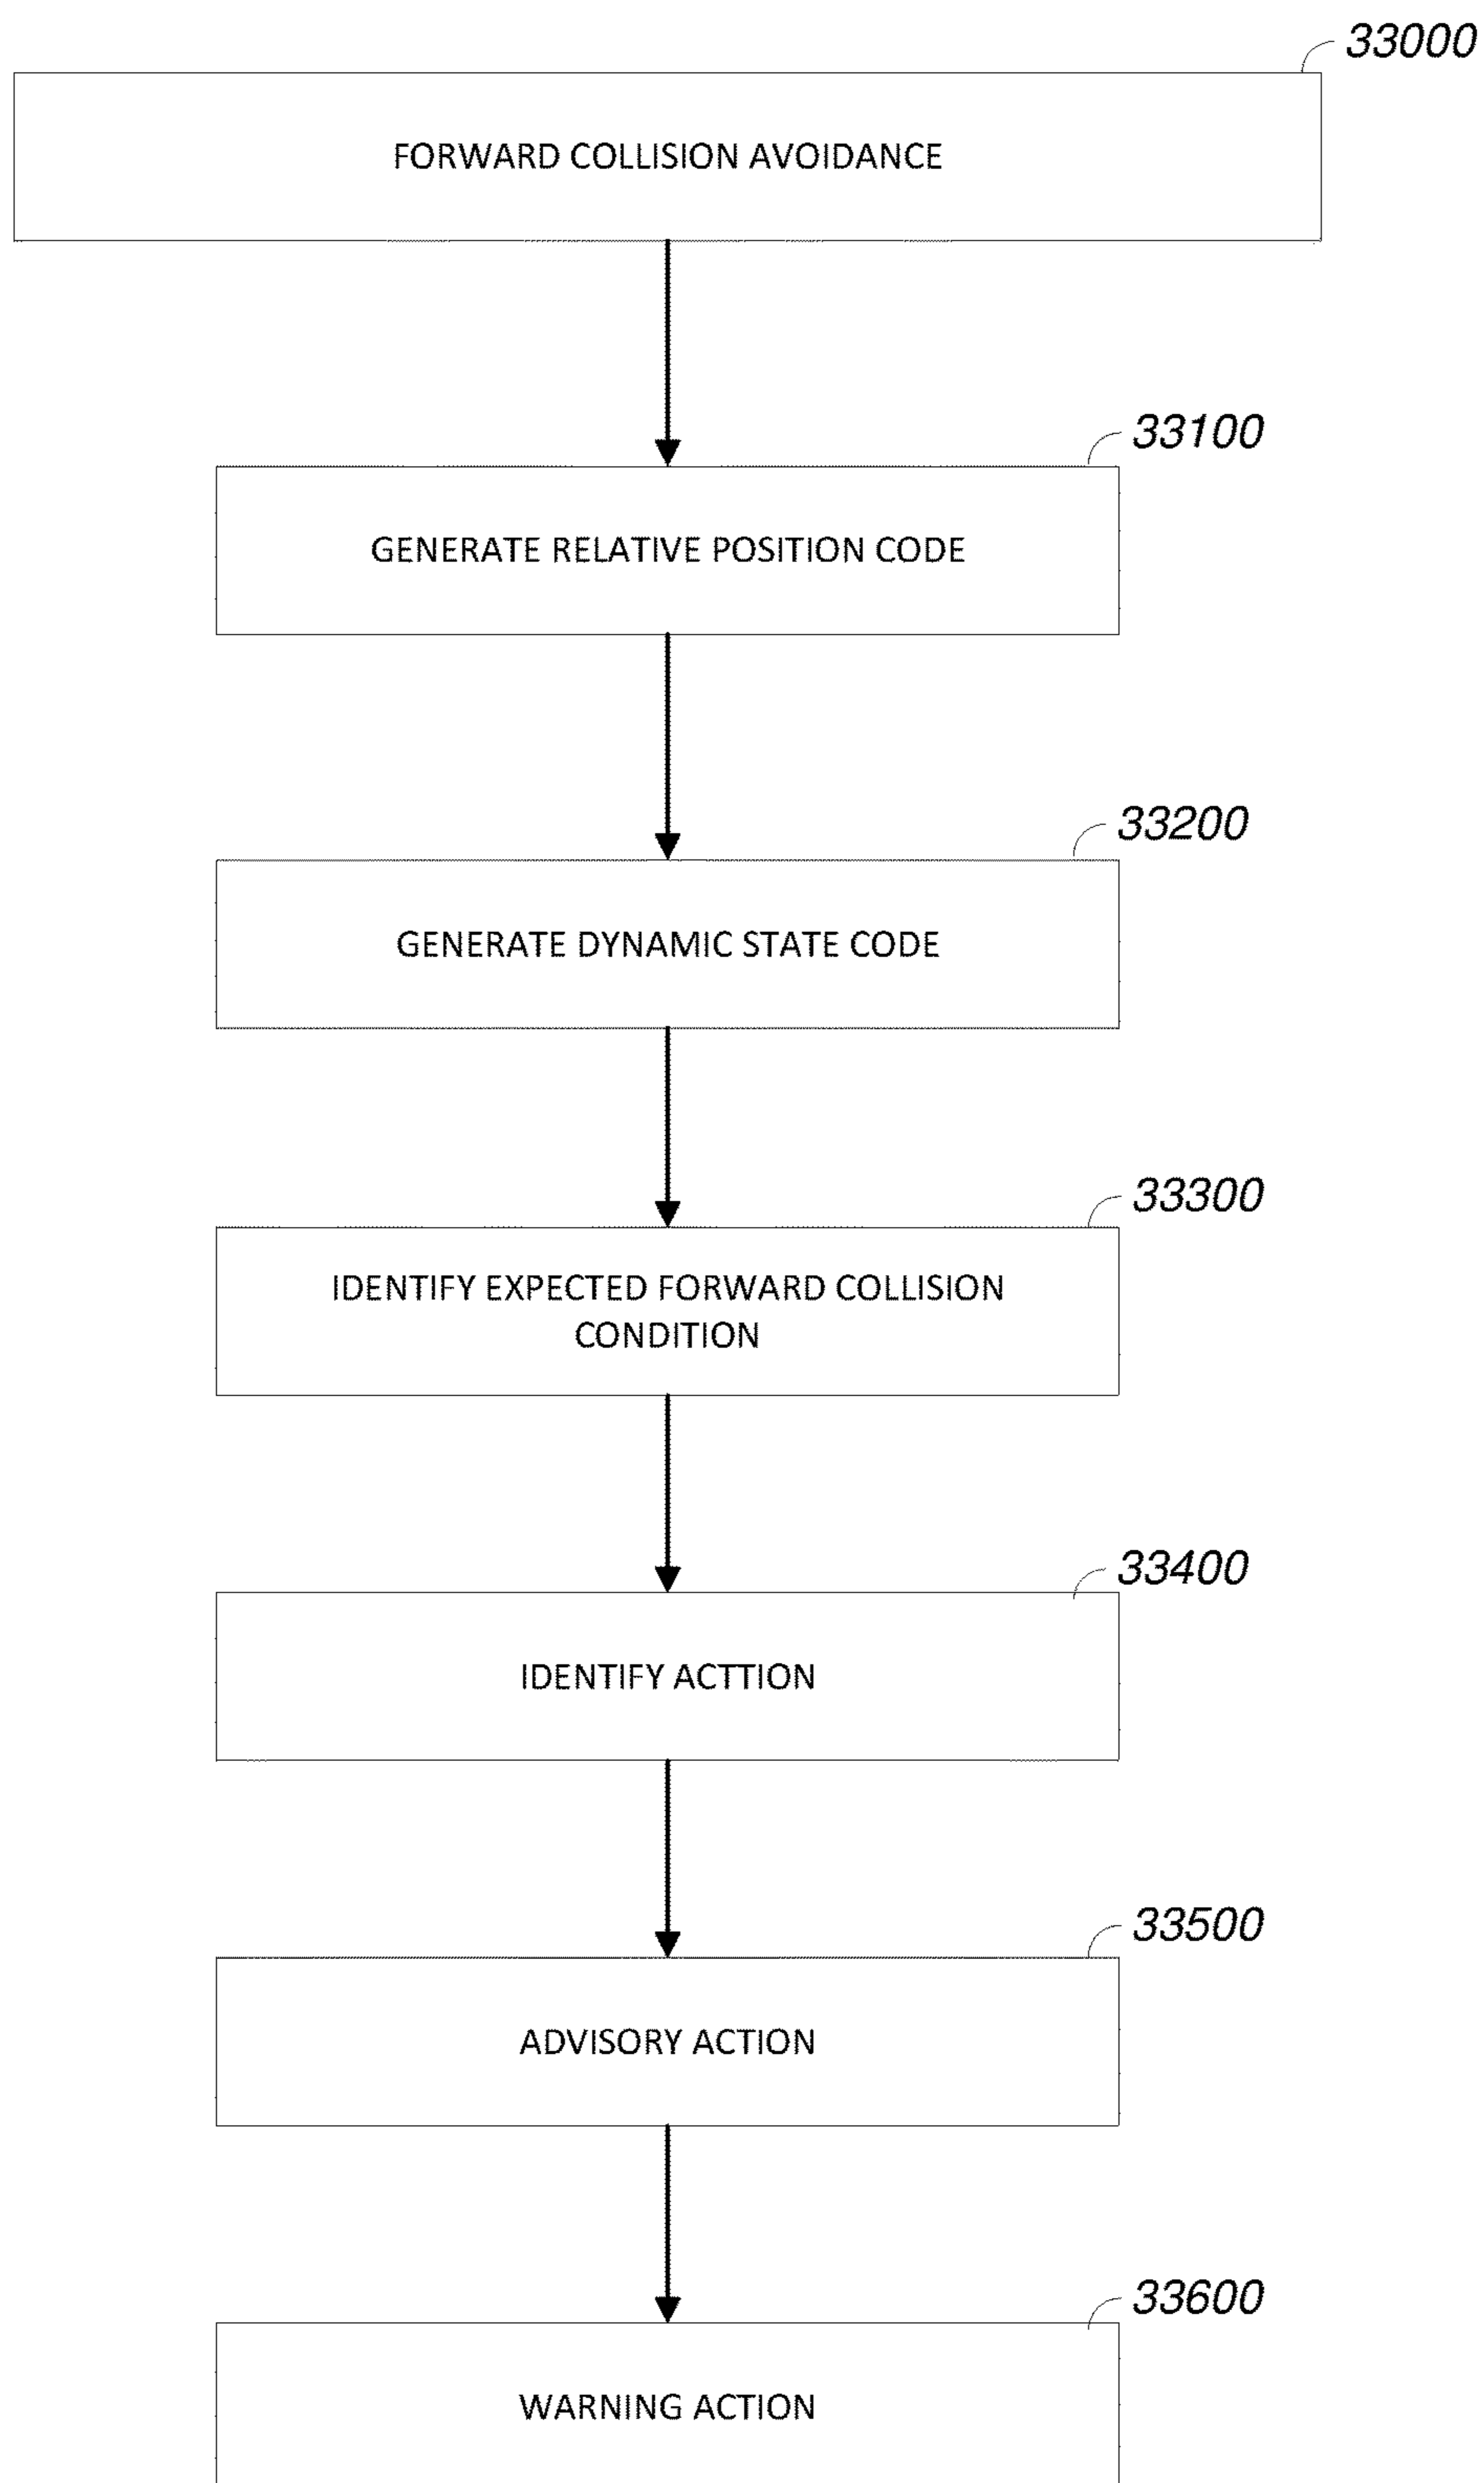 33000
FORWARD COLLISION AVOIDANCE
33100
GENERATE RELATIVE POSITION CODE
33200
GENERATE DYNAMIC STATE CODE
33300
IDENTIFY EXPECTED FORWARD COLLISION
CONDITION
33400
IDENTIFY ACTTION
33500
ADVISORY ACTION
33600
WARNING ACTION